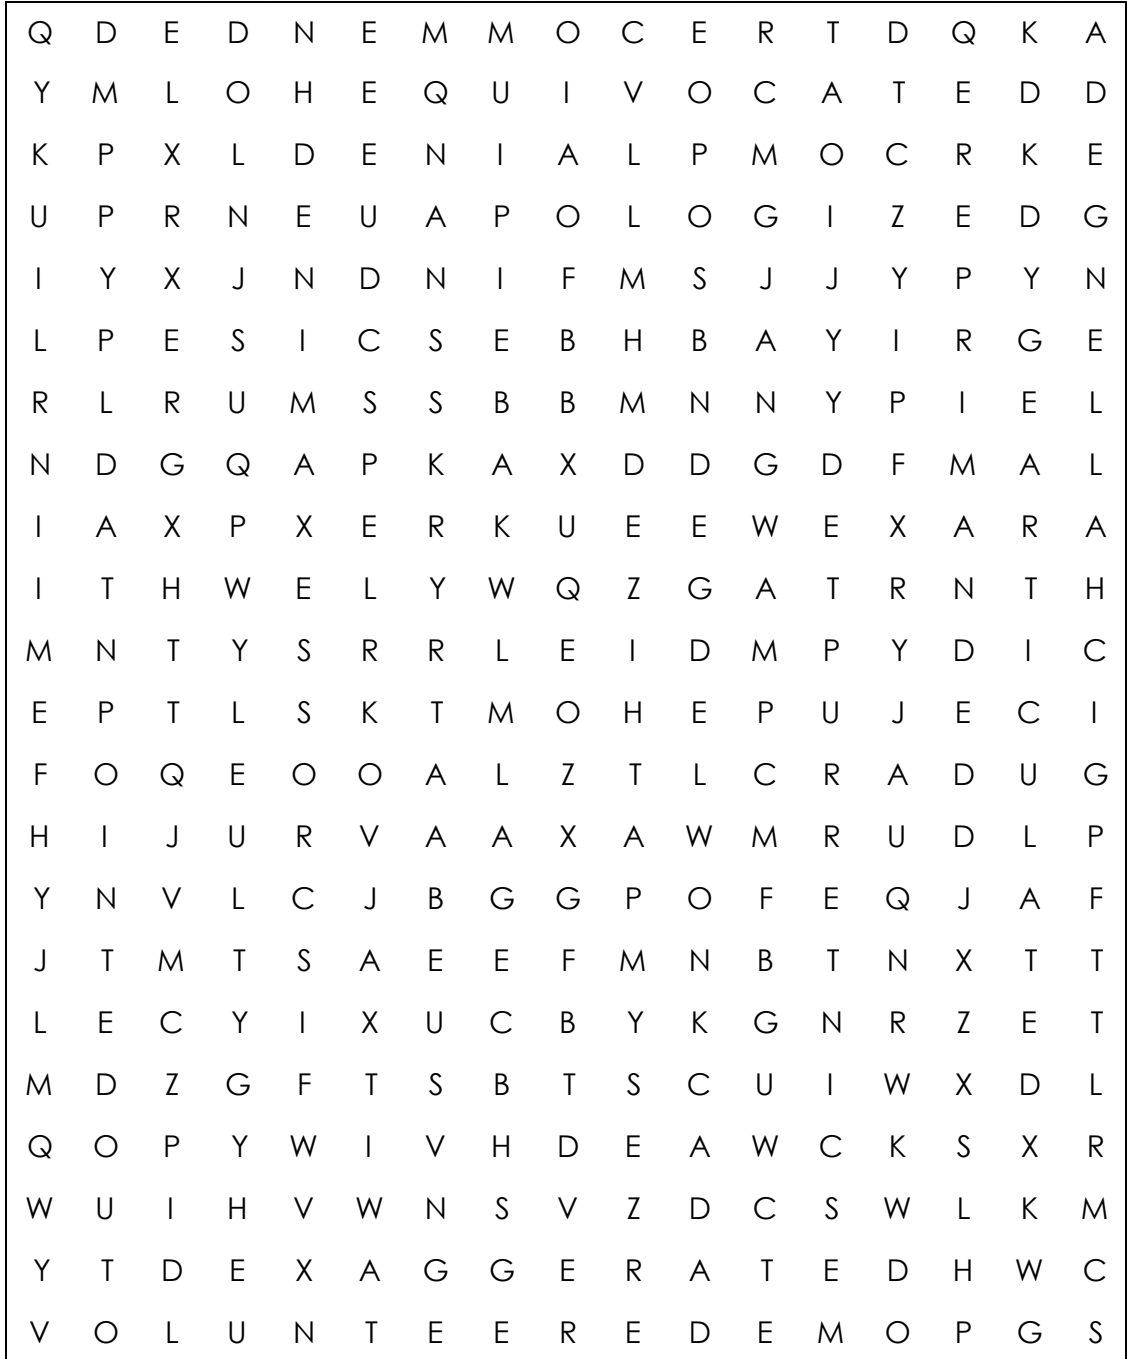 Q D E D N E M M O C E R T D Q K A
Y M L O H E Q U I V O C A T E D D
K P X L D E N I A L P M O C R K E
U P R N E U A P O L O G I Z E D G
I Y X J N D N I F M S J J Y P Y N
L P E S I C S E B H B A Y I R G E
R L R U M S S B B M N N Y P I E L
N D G Q A P K A X D D G D F M A L
I A X P X E R K U E E W E X A R A
I T H W E L Y W Q Z G A T R N T H
M N T Y S R R L E I D M P Y D I C
E P T L S K T M O H E P U J E C I
F O Q E O O A L Z T L C R A D U G
H I J U R V A A X A W M R U D L P
Y N V L C J B G G P O F E Q J A F
J T M T S A E E F M N B T N X T T
L E C Y I X U C B Y K G N R Z E T
M D Z G F T S B T S C U I W X D L
Q O P Y W I V H D E A W C K S X R
W U I H V W N S V Z D C S W L K M
Y T D E X A G G E R A T E D H W C
V O L U N T E E R E D E M O P G S